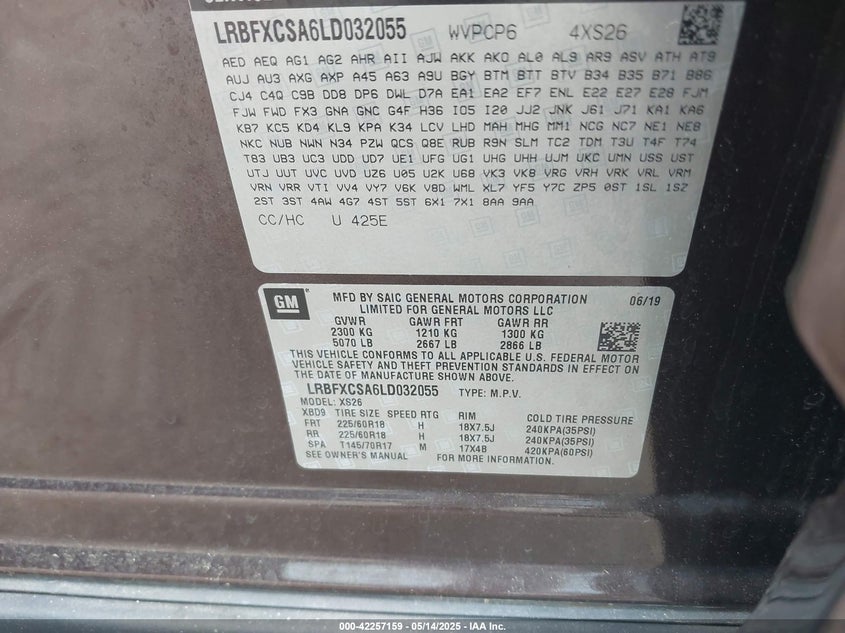 LRBFXCSA6LD032055 WVPCP6 4XS26
AED AEQ AG1 AG2 AHR AII AJW AKK AKO AL0 AL9 AR9 ASV ATH AT9
AUJ AU3 AXG AXP A45 A63 A9U BGY BTM BTT BTV B34 B35 B71 B86
CJ4 C4Q C9B DD8 DP6 DWL D7A EA1 EA2 EF7 ENL E22 E27 E28 FJM
FJW FWD FX3 GNA GNC G4F H36 IO5 I20 JJ2 JNK J61 J71 KA1 KA6
KB7 KC5 KD4 KL9 KPA K34 LCV LHD MAH MHG MM1 NCG NC7 NE1 NE8
NKC NUB NWN N34 PZW QCS Q8E RUB R9N SLM TC2 TDM T3U T4F T74
T83 UB3 UC3 UDD UD7 UE1 UFG UG1 UHG UHH UJM UKC UMN USS UST
UTJ UUT UVC UVD UZ6 U05 U2K U68 VK3 VK8 VRG VRH VRK VRL VRM
VRN VRR VTI VV4 VY7 V6K V8D WML XL7 YF5 Y7C ZP5 0ST 1SL 1SZ
2ST 3ST 4AW 4G7 4ST 5ST 6X1 7X1 8AA 9AA
CC/HC U 425E
GM
MFD BY SAIC GENERAL MOTORS CORPORATION 06/19
LIMITED FOR GENERAL MOTORS LLC
GVWR GAWR FRT GAWR RR
2300 KG 1210 KG 1300 KG
5070 LB 2667 LB 2866 LB
THIS VEHICLE CONFORMS TO ALL APPLICABLE U.S. FEDERAL MOTOR
VEHICLE SAFETY AND THEFT PREVENTION STANDARDS IN EFFECT ON
THE DATE OF MANUFACTURE SHOWN ABOVE.
LRBFXCSA6LD032055 TYPE: M.P.V.
MODEL: XS26
XBD9 TIRE SIZE SPEED RTG RIM COLD TIRE PRESSURE
FRT 225/60R18 H 18X7.5J 240KPA(35PSI)
RR 225/60R18 H 18X7.5J 240KPA(35PSI)
SPA T145/70R17 M 17X4B 420KPA(60PSI)
SEE OWNER'S MANUAL FOR MORE INFORMATION
000-42257159 - 05/14/2025 - IAA Inc.